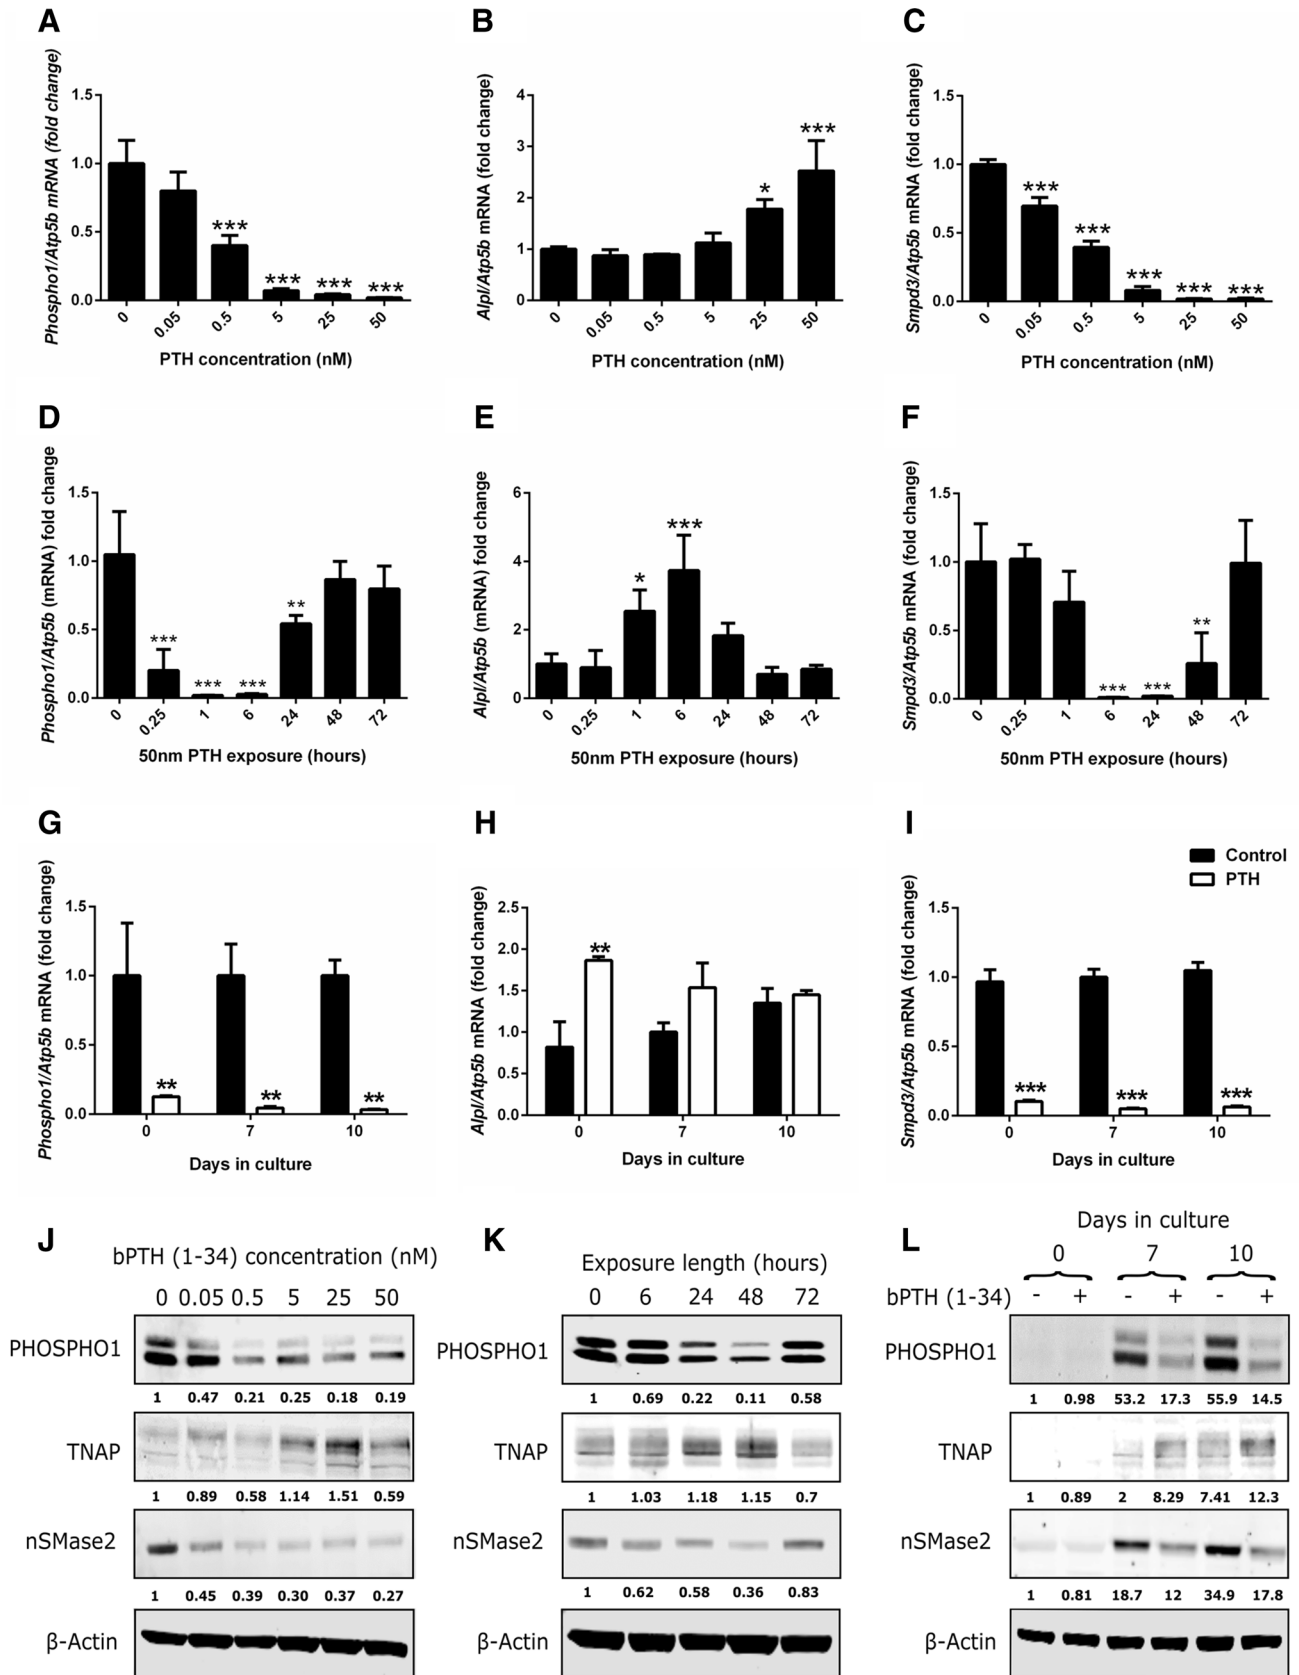 A
Phospho1/Atp5b mRNA (fold change)
1.5
1.0
0.5
0.0
***
***
***
***
0 0.05 0.5 5 25 50
PTH concentration (nM)
B
Alpl/Atp5b mRNA (fold change)
4
3
2
1
0
*
***
0 0.05 0.5 5 25 50
PTH concentration (nM)
C
Smpd3/Atp5b mRNA (fold change)
1.5
1.0
0.5
0.0
***
***
***
***
***
0 0.05 0.5 5 25 50
PTH concentration (nM)
D
Phospho1/Atp5b (mRNA) fold change
1.5
1.0
0.5
0.0
***
***
***
**
0 0.25 1 6 24 48 72
50nm PTH exposure (hours)
E
Alpl/Atp5b (mRNA) fold change
6
4
2
0
*
***
0 0.25 1 6 24 48 72
50nm PTH exposure (hours)
F
Smpd3/Atp5b mRNA (fold change)
1.5
1.0
0.5
0.0
***
***
**
0 0.25 1 6 24 48 72
50nm PTH exposure (hours)
G
Phospho1/Atp5b mRNA (fold change)
1.5
1.0
0.5
0.0
**
**
**
0 7 10
Days in culture
H
Alpl/Atp5b mRNA (fold change)
2.5
2.0
1.5
1.0
0.5
0.0
**
0 7 10
Days in culture
I
Control
PTH
Smpd3/Atp5b mRNA (fold change)
1.5
1.0
0.5
0.0
***
***
***
0 7 10
Days in culture
J
bPTH (1-34) concentration (nM)
0 0.05 0.5 5 25 50
PHOSPHO1
1 0.47 0.21 0.25 0.18 0.19
TNAP
1 0.89 0.58 1.14 1.51 0.59
nSMase2
1 0.45 0.39 0.30 0.37 0.27
β-Actin
K
Exposure length (hours)
0 6 24 48 72
PHOSPHO1
1 0.69 0.22 0.11 0.58
TNAP
1 1.03 1.18 1.15 0.7
nSMase2
1 0.62 0.58 0.36 0.83
β-Actin
L
Days in culture
0 7 10
bPTH (1-34) - + - + - +
PHOSPHO1
1 0.98 53.2 17.3 55.9 14.5
TNAP
1 0.89 2 8.29 7.41 12.3
nSMase2
1 0.81 18.7 12 34.9 17.8
β-Actin